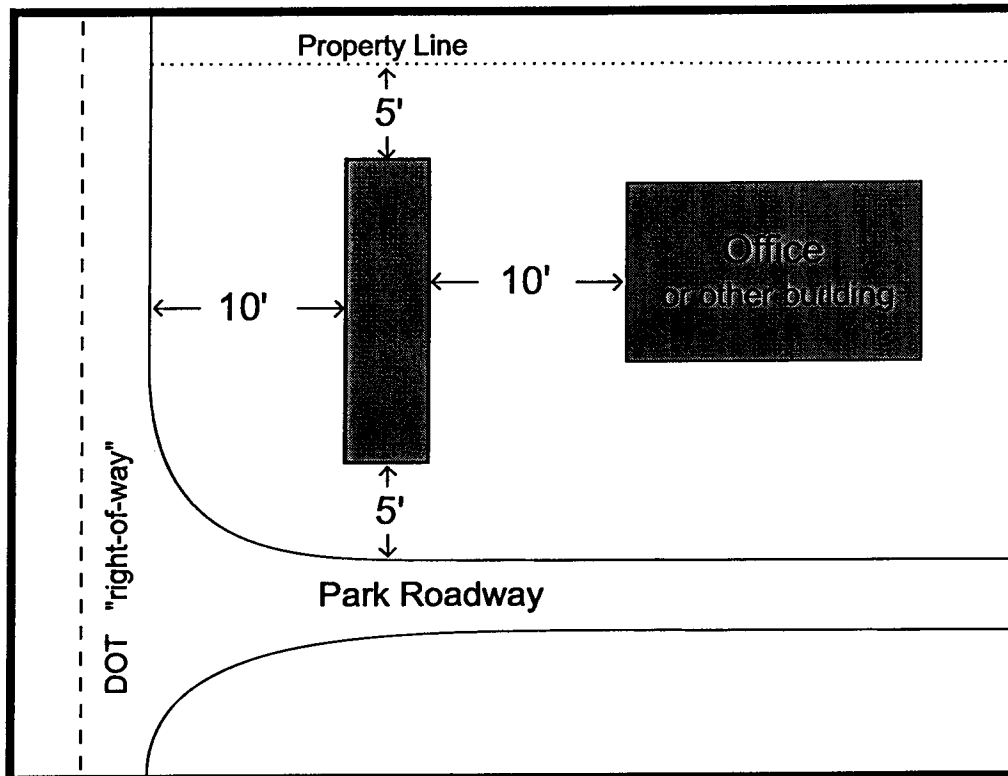 Property Line
5'
Office
or other building
10'
10'
5'
DOT "right-of-way"
Park Roadway